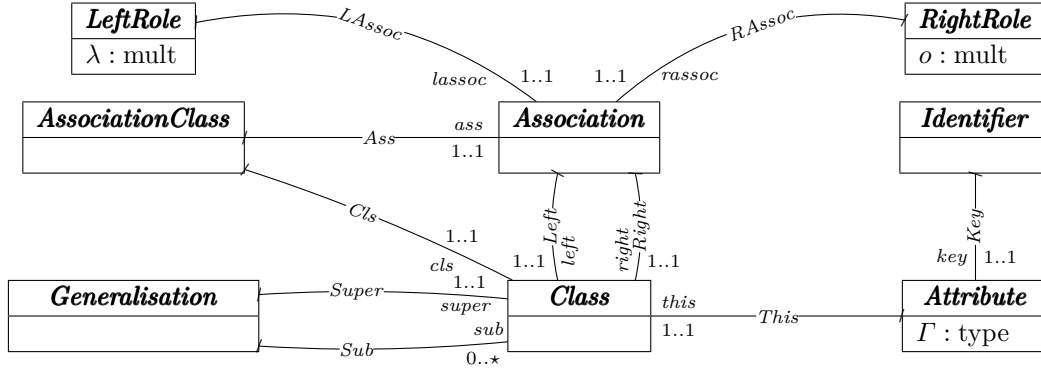 LeftRole
λ : mult
LAssoc
RAssoc
RightRole
o : mult
lassoc
1..1
1..1
rassoc
AssociationClass
Ass
ass
1..1
Association
Identifier
Cls
Left
left
right
Right
Key
1..1
cls
1..1
1..1
key
1..1
Generalisation
Super
1..1
super
sub
Sub
0..⋆
Class
this
1..1
This
Attribute
Γ : type